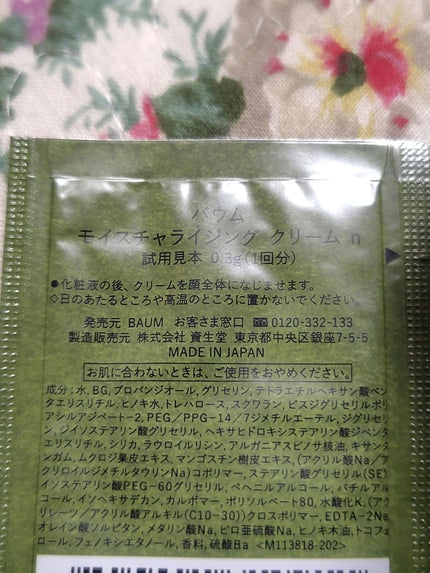 バウム
モイスチャライジング クリーム n
試用見本 0.3g(1回分)
●化粧液の後、クリームを顔全体になじませます。
◇日のあたるところや高温のところに置かないでください。
発売元 BAUM お客さま窓口 0120-332-133
製造販売元 株式会社 資生堂 東京都中央区銀座7-5-5
MADE IN JAPAN
お肌に合わないときは、ご使用をおやめください。
成分:水,BG,プロパンジオール,グリセリン,テトラエチルヘキサン酸ペン
タエリスリチル,ヒノキ水,トレハロース,スクワラン,ビスジグリセリルポリ
アシルアジペート-2,PEG/PPG-14/7ジメチルエーテル,ジグリセリ
ン,ジイソステアリン酸グリセリル,ヘキサヒドロキシステアリン酸ジペンタ
エリスリチル,シリカ,ラウロイルリシン,アルガニアスピノサ核油,キサンタ
ンガム,ムクロジ果皮エキス,マンゴスチン樹皮エキス,(アクリル酸Na/ア
クリロイルジメチルタウリンNa)コポリマー,ステアリン酸グリセリル(SE)
イソステアリン酸PEG-60グリセリル,ベヘニルアルコール,バチルアル
コール,イソヘキサデカン,カルボマー,ポリソルベート80,水酸化K,(アク
リレーツ/アクリル酸アルキル(C10-30))クロスポリマー,EDTA-2Na
オレイン酸ソルビタン,メタリン酸Na,ピロ亜硫酸Na,ヒノキ木油,トコフェ
ロール,フェノキシエタノール,香料,硫酸Ba <M113818-202>